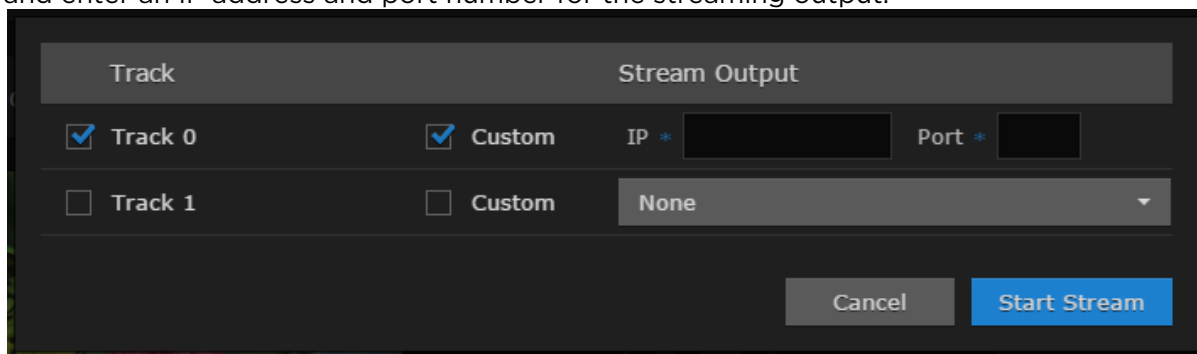 and enter an IP address and port number for the streaming output.
Track Stream Output
Track 0 Custom IP * Port *
Track 1 Custom None
Cancel Start Stream